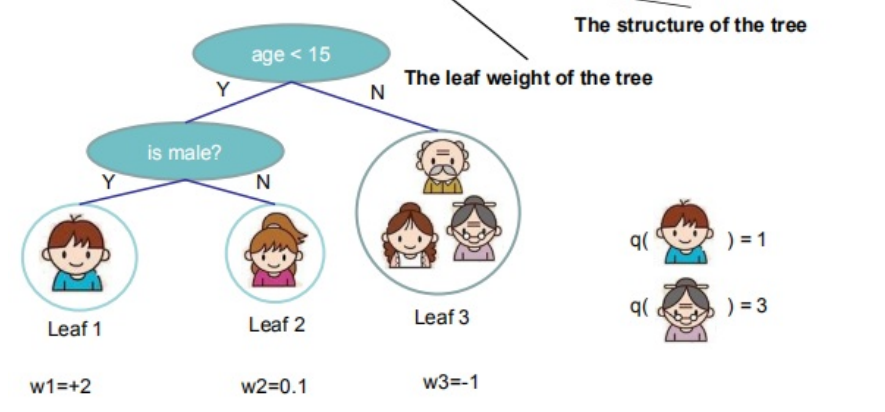 The structure of the tree
age < 15
The leaf weight of the tree
Y
N
is male?
Y
N
q( ) = 1
q( ) = 3
Leaf 1
Leaf 2
Leaf 3
w1=+2
w2=0.1
w3=-1